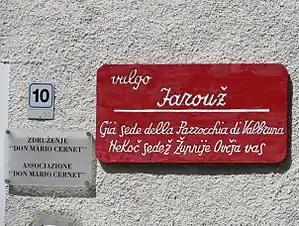 vulgo
Farouž
Già sede della Parrocchia di Valbruna
Nekoč sedež Župnije Ovčja vas
10
ZDRUŽENJE
"DON MARIO CERNET"
ASSOCIAZIONE
"DON MARIO CERNET"